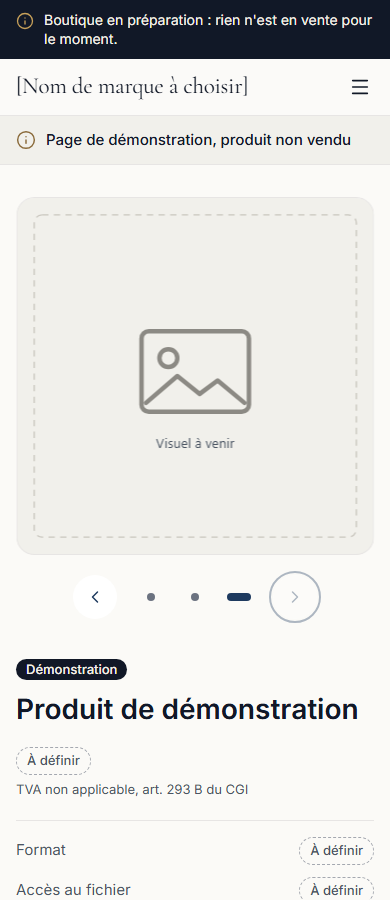 Boutique en préparation : rien n'est en vente pour
le moment.
[Nom de marque à choisir]
Page de démonstration, produit non vendu
Visuel à venir
Démonstration
Produit de démonstration
À définir
TVA non applicable, art. 293 B du CGI
Format À définir
Accès au fichier À définir